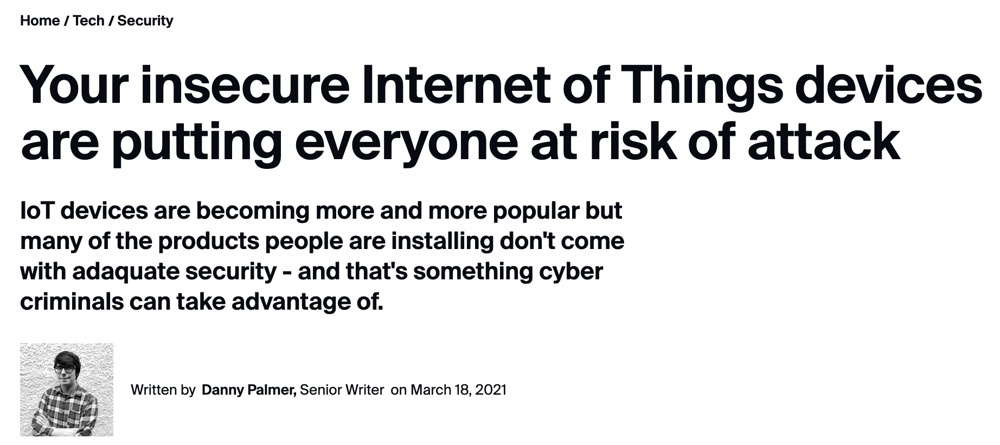 Home / Tech / Security
Your insecure Internet of Things devices
are putting everyone at risk of attack
IoT devices are becoming more and more popular but
many of the products people are installing don't come
with adaquate security - and that's something cyber
criminals can take advantage of.
Written by Danny Palmer, Senior Writer on March 18, 2021